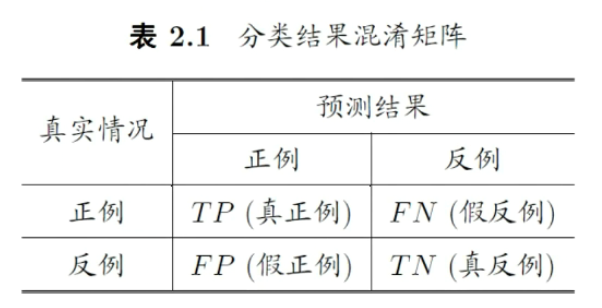 表 2.1 分类结果混淆矩阵
真实情况 预测结果
正例 反例
正例 TP (真正例) FN (假反例)
反例 FP (假正例) TN (真反例)